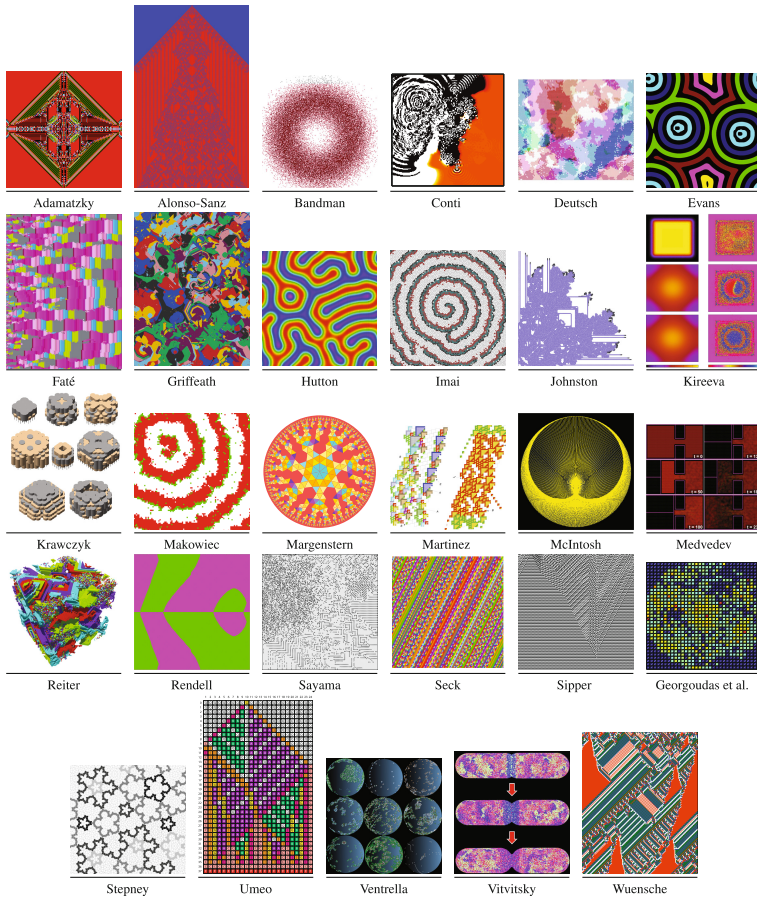 Adamatzky Alonso-Sanz Bandman Conti Deutsch Evans
Faté Griffeath Hutton Imai Johnston Kireeva
t = 0
Krawczyk Makowiec Margenstern Martinez McIntosh Medvedev
Reiter Rendell Sayama Seck Sipper Georgoudas et al.
Stepney Umeo Ventrella Vitvitsky Wuensche